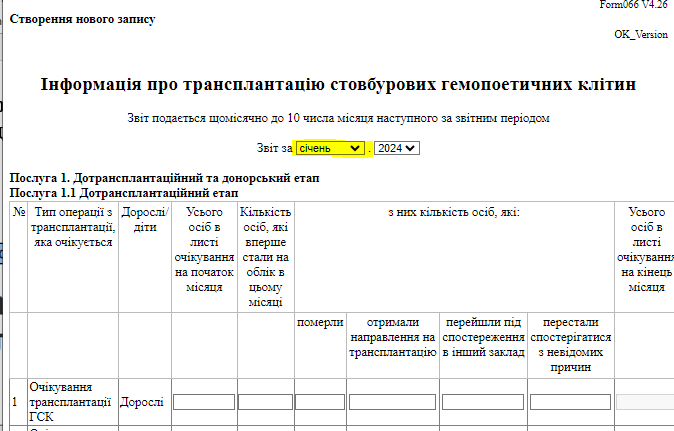 Form066 V4.26
Створення нового запису
OK_Version
Інформація про трансплантацію стовбурових гемопоетичних клітин
Звіт подається щомісячно до 10 числа місяця наступного за звітним періодом
Звіт за січень . 2024
Послуга 1. Дотрансплантаційний та донорський етап
Послуга 1.1 Дотрансплантаційний етап
№ Тип операції з трансплантації, яка очікується
Дорослі/ діти
Усього осіб в листі очікування на початок місяця
Кількість осіб, які вперше стали на облік в цьому місяці
з них кількість осіб, які:
Усього осіб в листі очікування на кінець місяця
померли
отримали направлення на трансплантацію
перейшли під спостереження в інший заклад
перестали спостерігатися з невідомих причин
1 Очікування трансплантації ГСК Дорослі